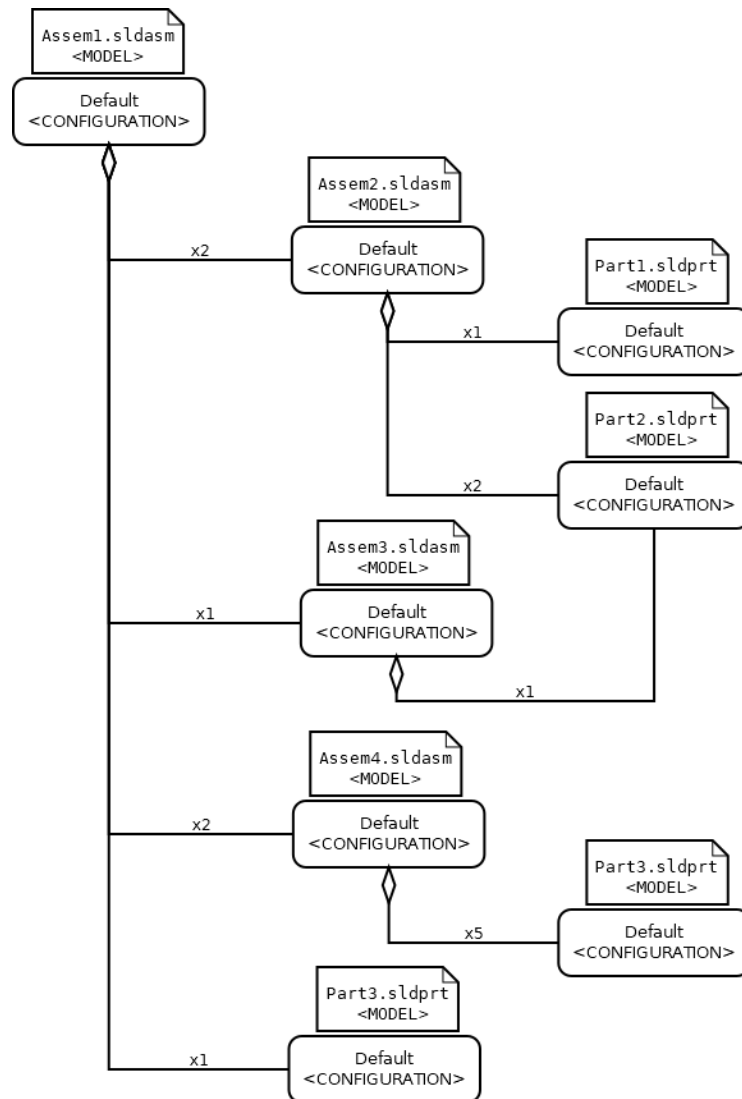 Assem1.sldasm
<MODEL>
Default
<CONFIGURATION>
Assem2.sldasm
<MODEL>
x2
Default
<CONFIGURATION>
Part1.sldprt
<MODEL>
x1
Default
<CONFIGURATION>
Part2.sldprt
<MODEL>
x2
Default
<CONFIGURATION>
Assem3.sldasm
<MODEL>
x1
Default
<CONFIGURATION>
x1
Assem4.sldasm
<MODEL>
x2
Default
<CONFIGURATION>
Part3.sldprt
<MODEL>
x5
Default
<CONFIGURATION>
Part3.sldprt
<MODEL>
x1
Default
<CONFIGURATION>